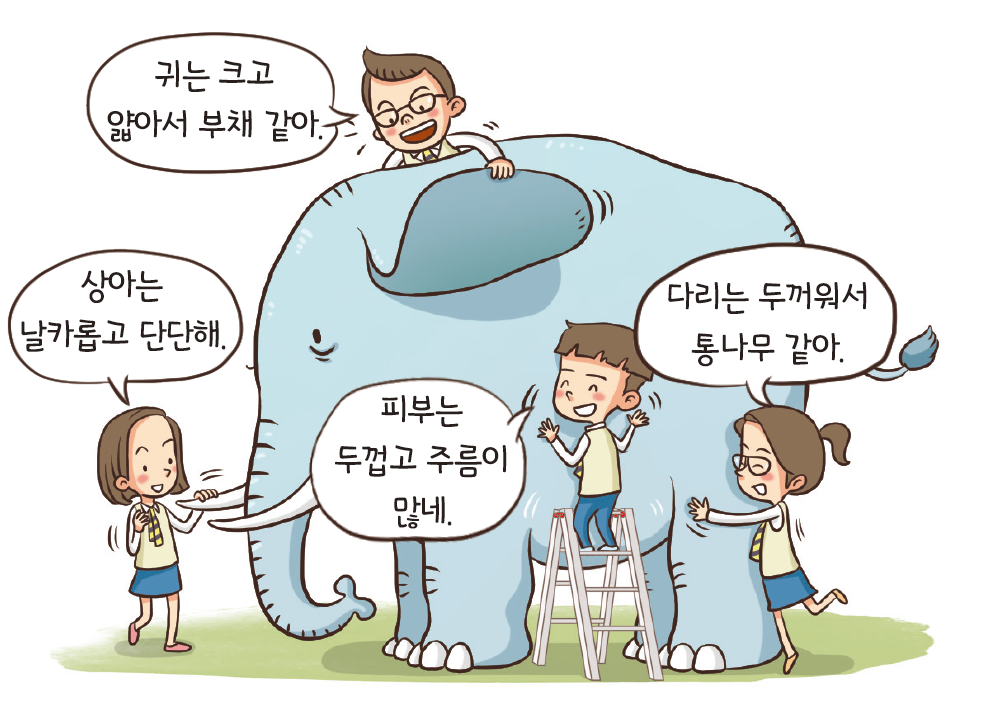 귀는 크고
얇아서 부채 같아.
상아는
날카롭고 단단해.
다리는 두꺼워서
통나무 같아.
피부는
두껍고 주름이
많네.